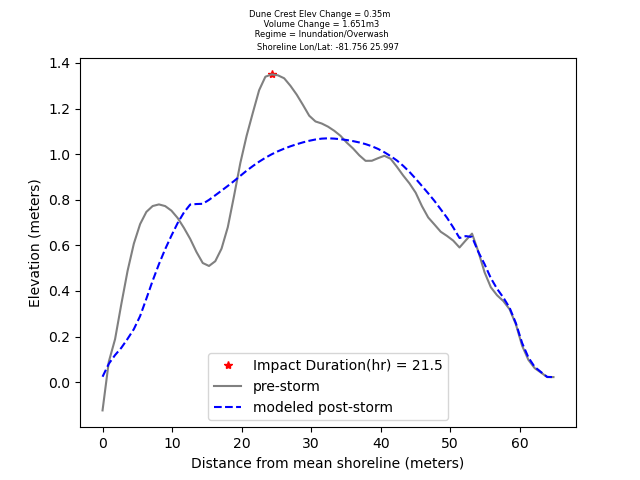 Dune Crest Elev Change = 0.35m
Volume Change = 1.651m3
Regime = Inundation/Overwash
Shoreline Lon/Lat: -81.756 25.997
1.4
1.2
1.0
0.8
0.6
0.4
0.2
0.0
Elevation (meters)
Impact Duration(hr) = 21.5
pre-storm
modeled post-storm
0 10 20 30 40 50 60
Distance from mean shoreline (meters)